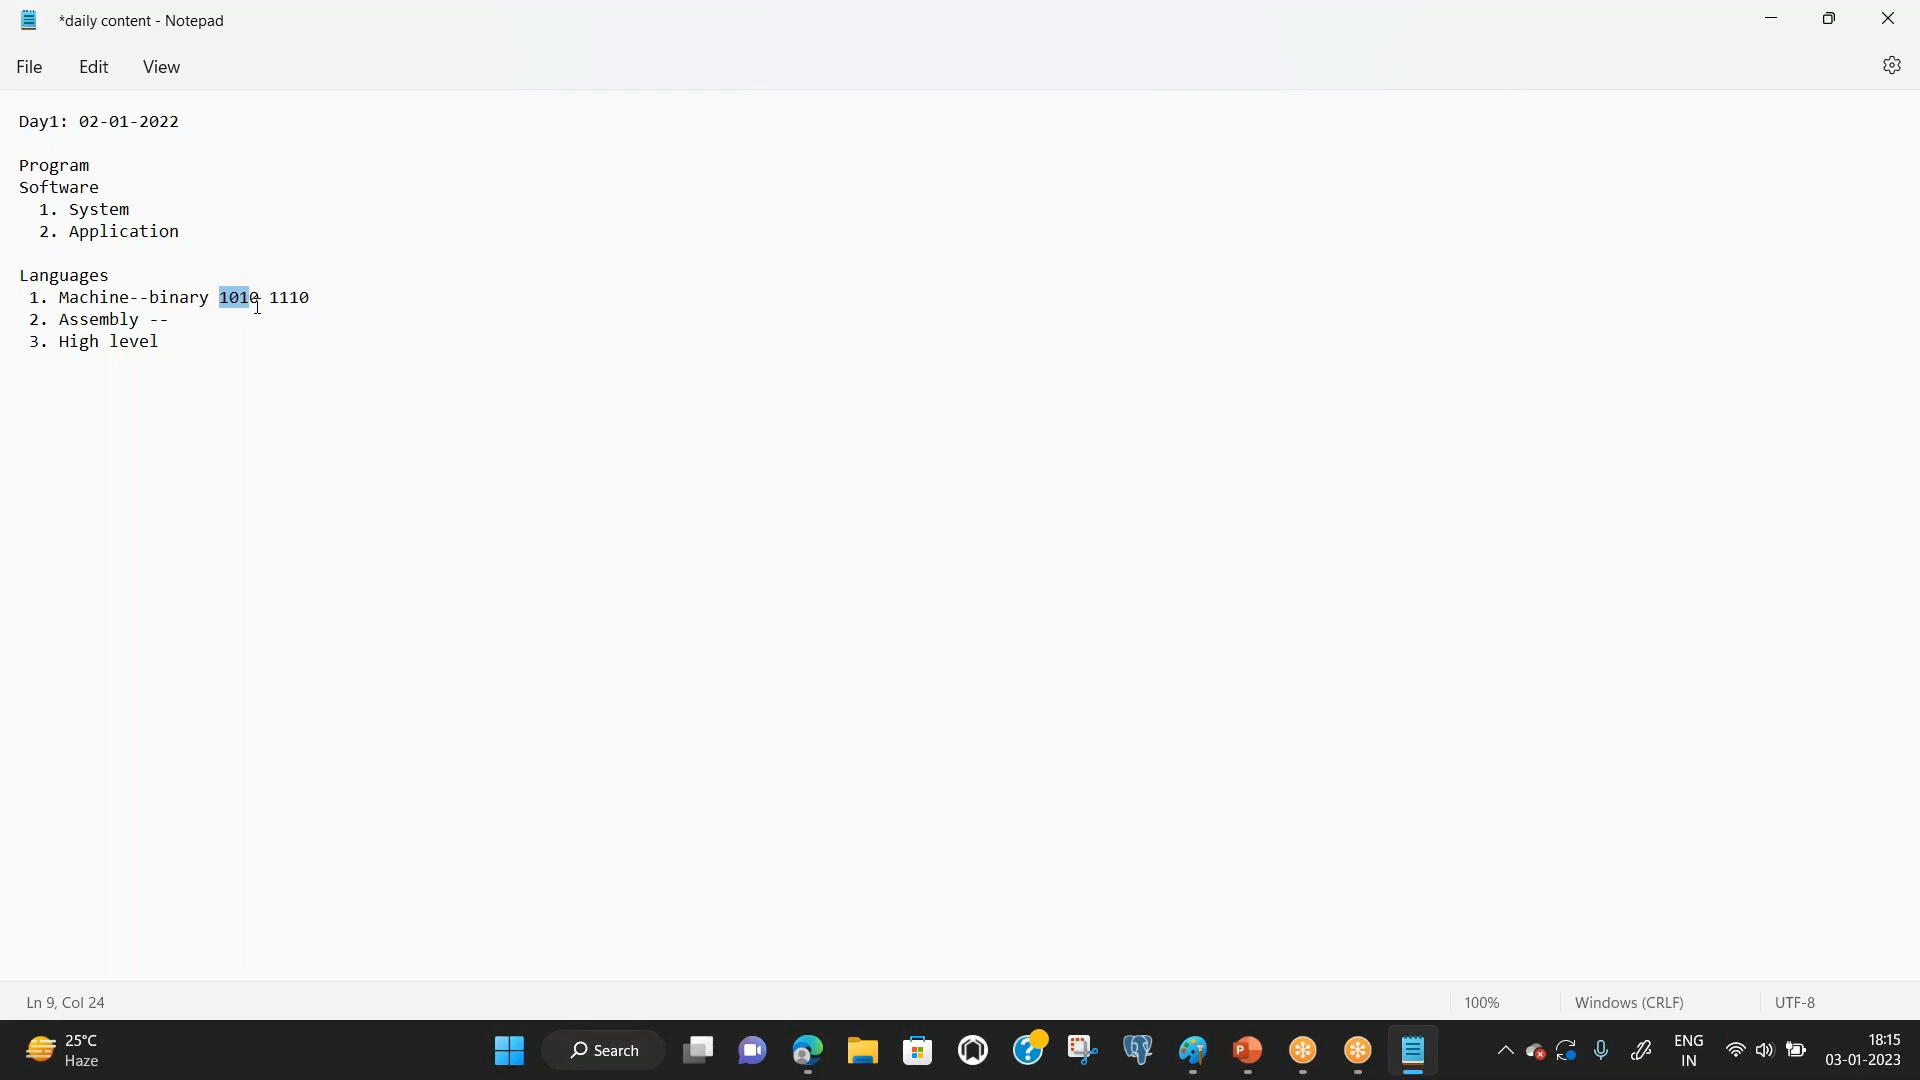 *daily content - Notepad
File Edit View
Day1: 02-01-2022
Program
Software
1. System
2. Application
Languages
1. Machine--binary 1010 1110
2. Assembly --
3. High level
Ln 9, Col 24 100% Windows (CRLF) UTF-8
25°C
Haze
Search
ENG
IN
18:15
03-01-2023